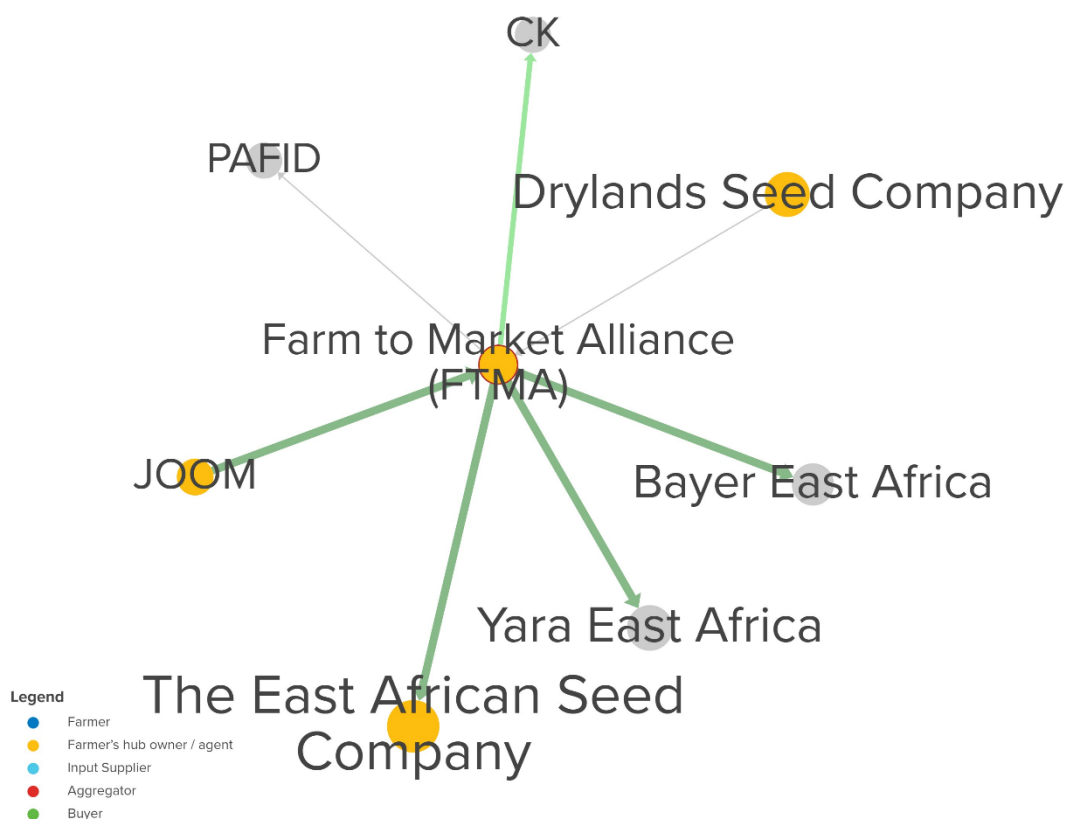 CK
PAFID
Drylands Seed Company
Farm to Market Alliance
(FTMA)
JOOM
Bayer East Africa
Yara East Africa
The East African Seed
Company
Legend
Farmer
Farmer's hub owner / agent
Input Supplier
Aggregator
Buyer